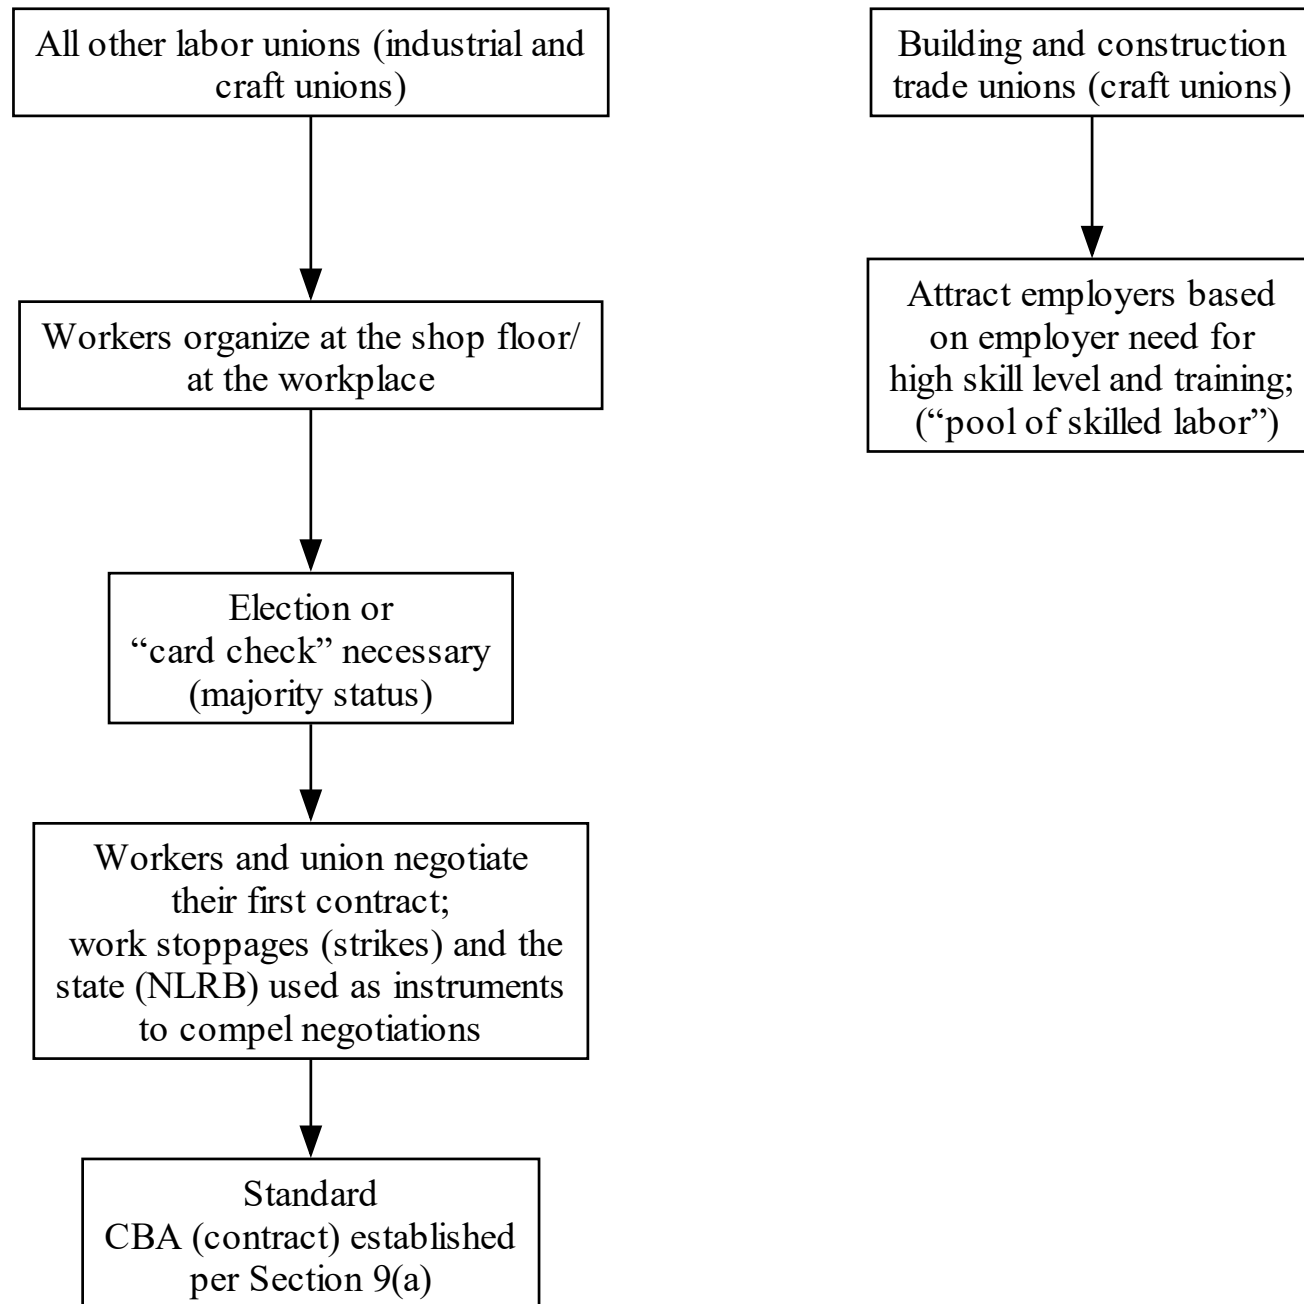 All other labor unions (industrial and
craft unions)
Workers organize at the shop floor/
at the workplace
Election or
“card check” necessary
(majority status)
Workers and union negotiate
their first contract;
work stoppages (strikes) and the
state (NLRB) used as instruments
to compel negotiations
Standard
CBA (contract) established
per Section 9(a)
Building and construction
trade unions (craft unions)
Attract employers based
on employer need for
high skill level and training;
(“pool of skilled labor”)